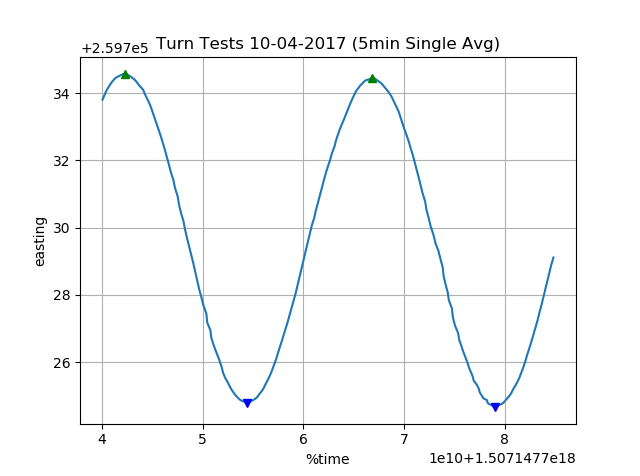 +2.597e5
Turn Tests 10-04-2017 (5min Single Avg)
34
32
30
28
26
easting
4 5 6 7 8
%time
1e10+1.5071477e18